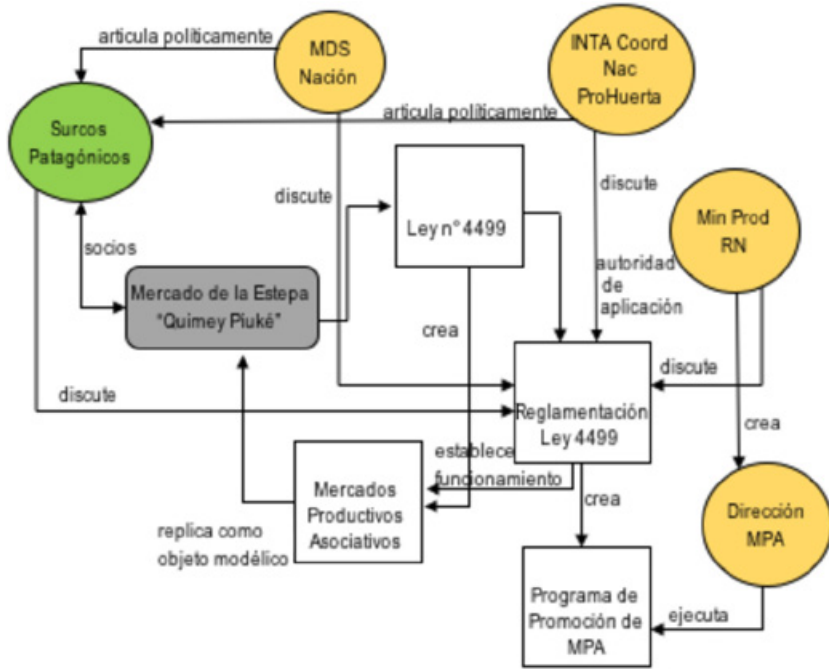 articula políticamente
MDS
Nación
INTA Coord
Nac
ProHuerta
articula políticamente
Surcos
Patagónicos
discute
Ley n° 4499
discute
Min Prod
RN
socios
autoridad
de
aplicación
Mercado de la Estepa
"Quimey Piuké"
crea
discute
discute
Reglamentación
Ley 4499
crea
establece
funcionamiento
Mercados
Productivos
Asociativos
crea
Dirección
MPA
replica como
objeto modélico
Programa de
Promoción de
MPA
ejecuta